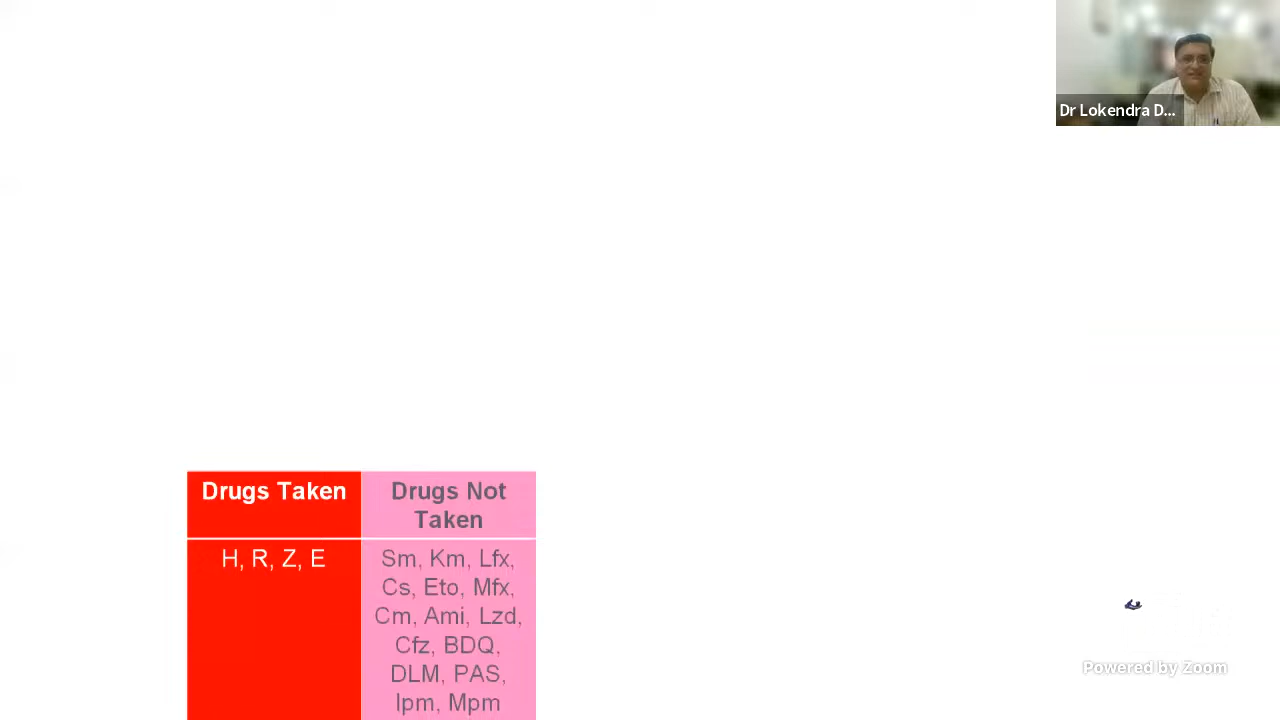 Dr Lokendra D...
Drugs Taken
Drugs Not
Taken
H, R, Z, E
Sm, Km, Lfx,
Cs, Eto, Mfx,
Cm, Ami, Lzd,
Cfz, BDQ,
DLM, PAS,
Ipm, Mpm
Powered by Zoom